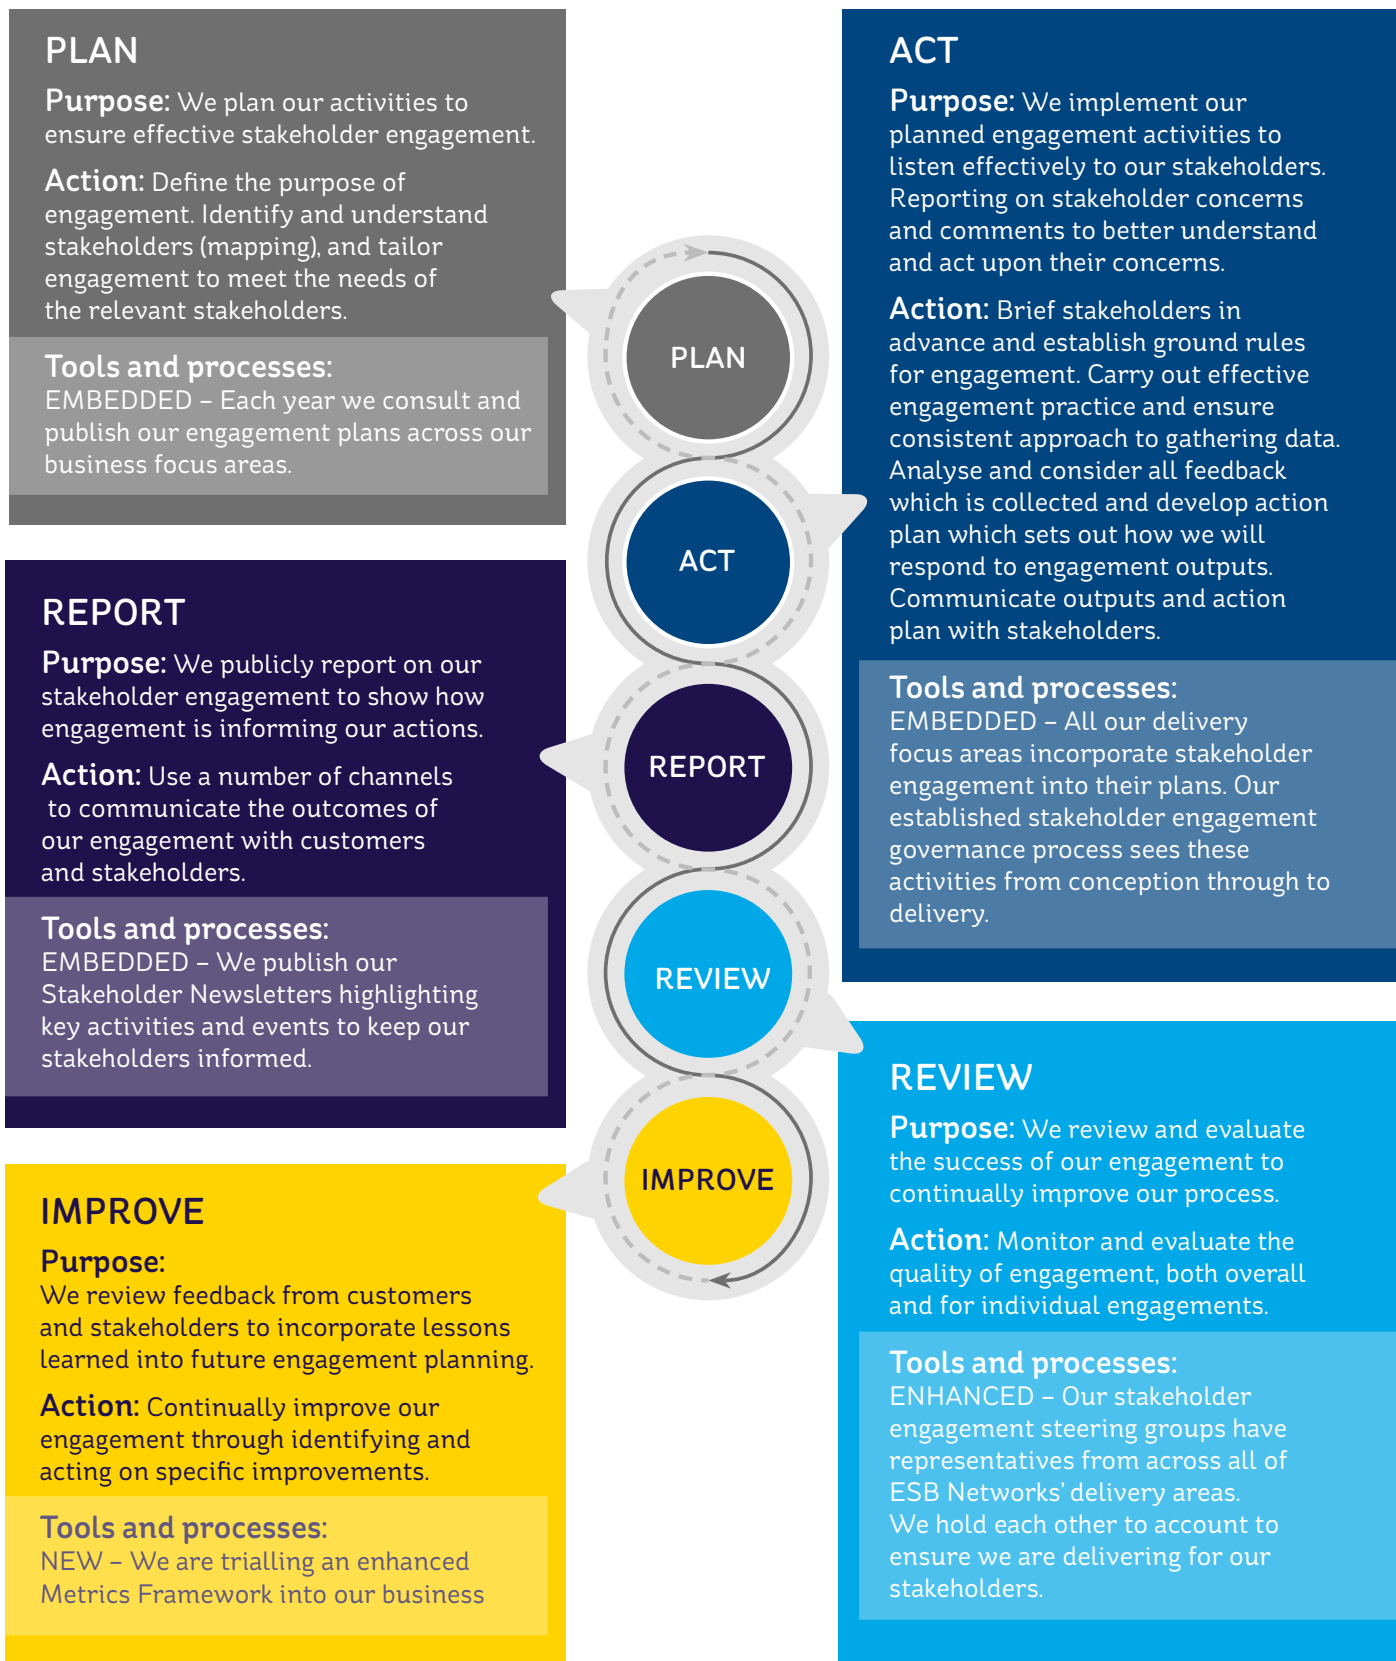 PLAN
Purpose: We plan our activities to
ensure effective stakeholder engagement.
Action: Define the purpose of
engagement. Identify and understand
stakeholders (mapping), and tailor
engagement to meet the needs of
the relevant stakeholders.
Tools and processes:
EMBEDDED – Each year we consult and
publish our engagement plans across our
business focus areas.
ACT
Purpose: We implement our
planned engagement activities to
listen effectively to our stakeholders.
Reporting on stakeholder concerns
and comments to better understand
and act upon their concerns.
Action: Brief stakeholders in
advance and establish ground rules
for engagement. Carry out effective
engagement practice and ensure
consistent approach to gathering data.
Analyse and consider all feedback
which is collected and develop action
plan which sets out how we will
respond to engagement outputs.
Communicate outputs and action
plan with stakeholders.
Tools and processes:
EMBEDDED – All our delivery
focus areas incorporate stakeholder
engagement into their plans. Our
established stakeholder engagement
governance process sees these
activities from conception through to
delivery.
PLAN
ACT
REPORT
REVIEW
IMPROVE
REPORT
Purpose: We publicly report on our
stakeholder engagement to show how
engagement is informing our actions.
Action: Use a number of channels
to communicate the outcomes of
our engagement with customers
and stakeholders.
Tools and processes:
EMBEDDED – We publish our
Stakeholder Newsletters highlighting
key activities and events to keep our
stakeholders informed.
REVIEW
Purpose: We review and evaluate
the success of our engagement to
continually improve our process.
Action: Monitor and evaluate the
quality of engagement, both overall
and for individual engagements.
Tools and processes:
ENHANCED – Our stakeholder
engagement steering groups have
representatives from across all of
ESB Networks' delivery areas.
We hold each other to account to
ensure we are delivering for our
stakeholders.
IMPROVE
Purpose:
We review feedback from customers
and stakeholders to incorporate lessons
learned into future engagement planning.
Action: Continually improve our
engagement through identifying and
acting on specific improvements.
Tools and processes:
NEW – We are trialling an enhanced
Metrics Framework into our business